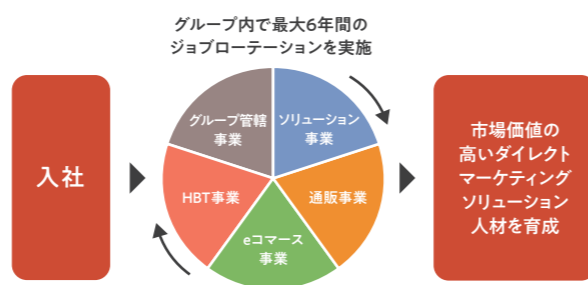 グループ内で最大6年間の
ジョブローテーションを実施
入社
グループ管轄
事業
ソリューション
事業
HBT事業
通販事業
eコマース
事業
市場価値の
高いダイレクト
マーケティング
ソリューション
人材を育成